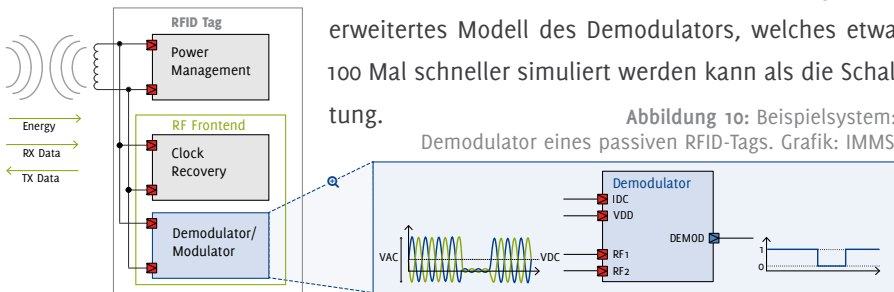 erweitertes Modell des Demodulators, welches etwa
100 Mal schneller simuliert werden kann als die Schal
tung.
Abbildung 10: Beispielsystem:
Demodulator eines passiven RFID-Tags. Grafik: IMMS
RFID Tag
Power
Management
RF Frontend
Clock
Recovery
Demodulator/
Modulator
Energy
RX Data
TX Data
Demodulator
IDC
VDD
RF1
RF2
DEMOD
VAC
VDC
1
0